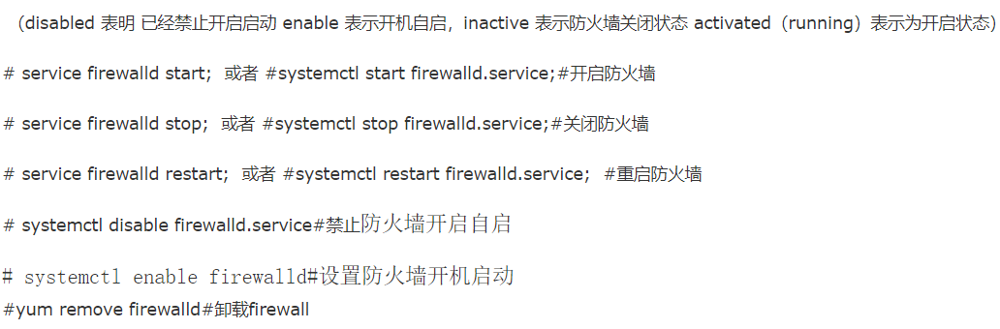 （disabled 表明 已经禁止开启启动 enable 表示开机自启，inactive 表示防火墙关闭状态 activated（running）表示为开启状态）
# service firewalld start；或者 #systemctl start firewalld.service;#开启防火墙
# service firewalld stop；或者 #systemctl stop firewalld.service;#关闭防火墙
# service firewalld restart；或者 #systemctl restart firewalld.service； #重启防火墙
# systemctl disable firewalld.service#禁止防火墙开启自启
# systemctl enable firewalld#设置防火墙开机启动
#yum remove firewalld#卸载firewall